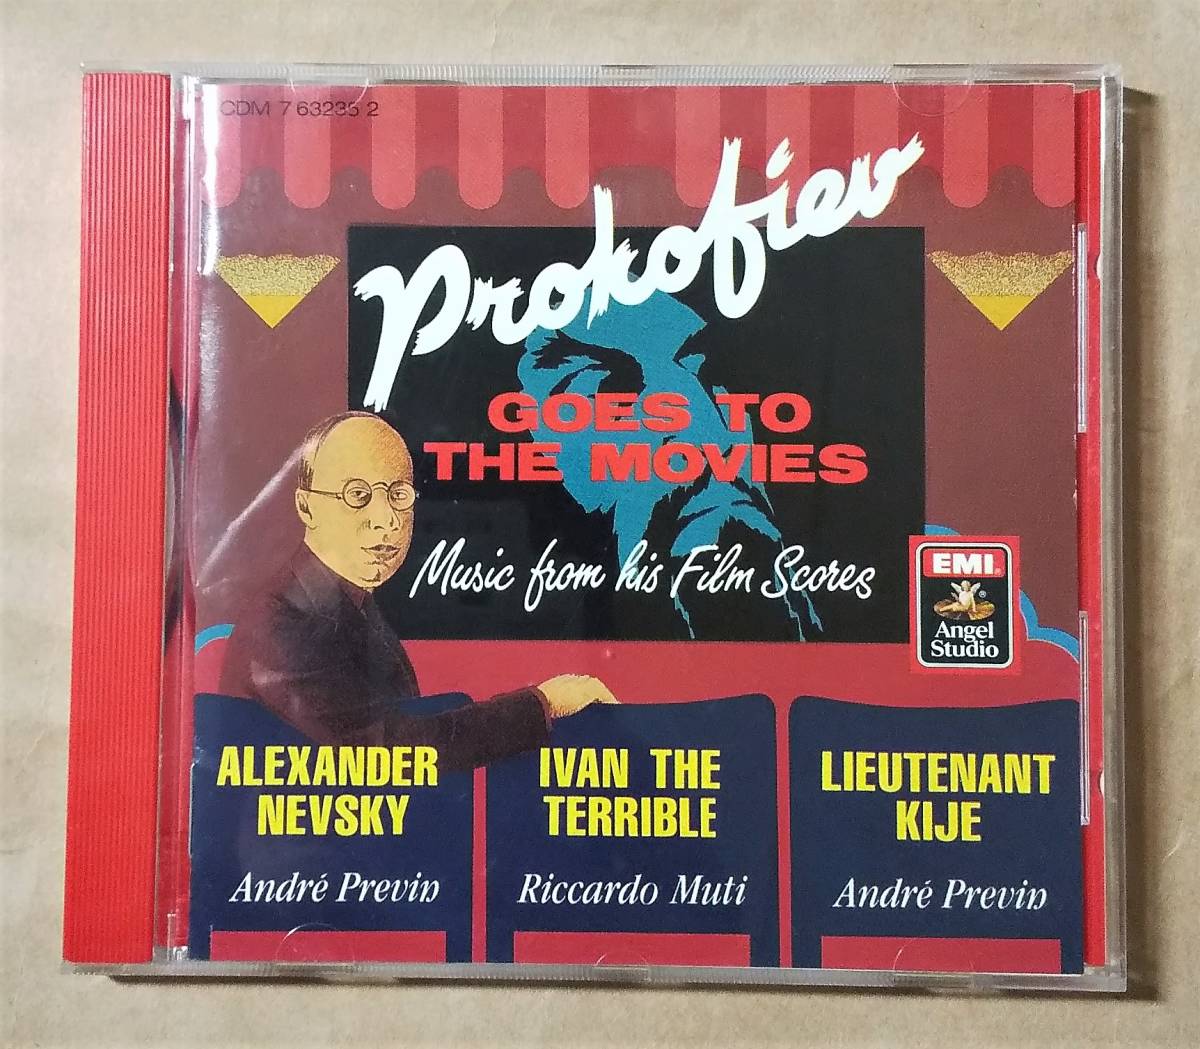 CDM 7 63235 2
Prokofiev
GOES TO
THE MOVIES
Music from his Film Scores
EMI
®
Angel
Studio
ALEXANDER
NEVSKY
André Previn
IVAN THE
TERRIBLE
Riccardo Muti
LIEUTENANT
KIJE
André Previn